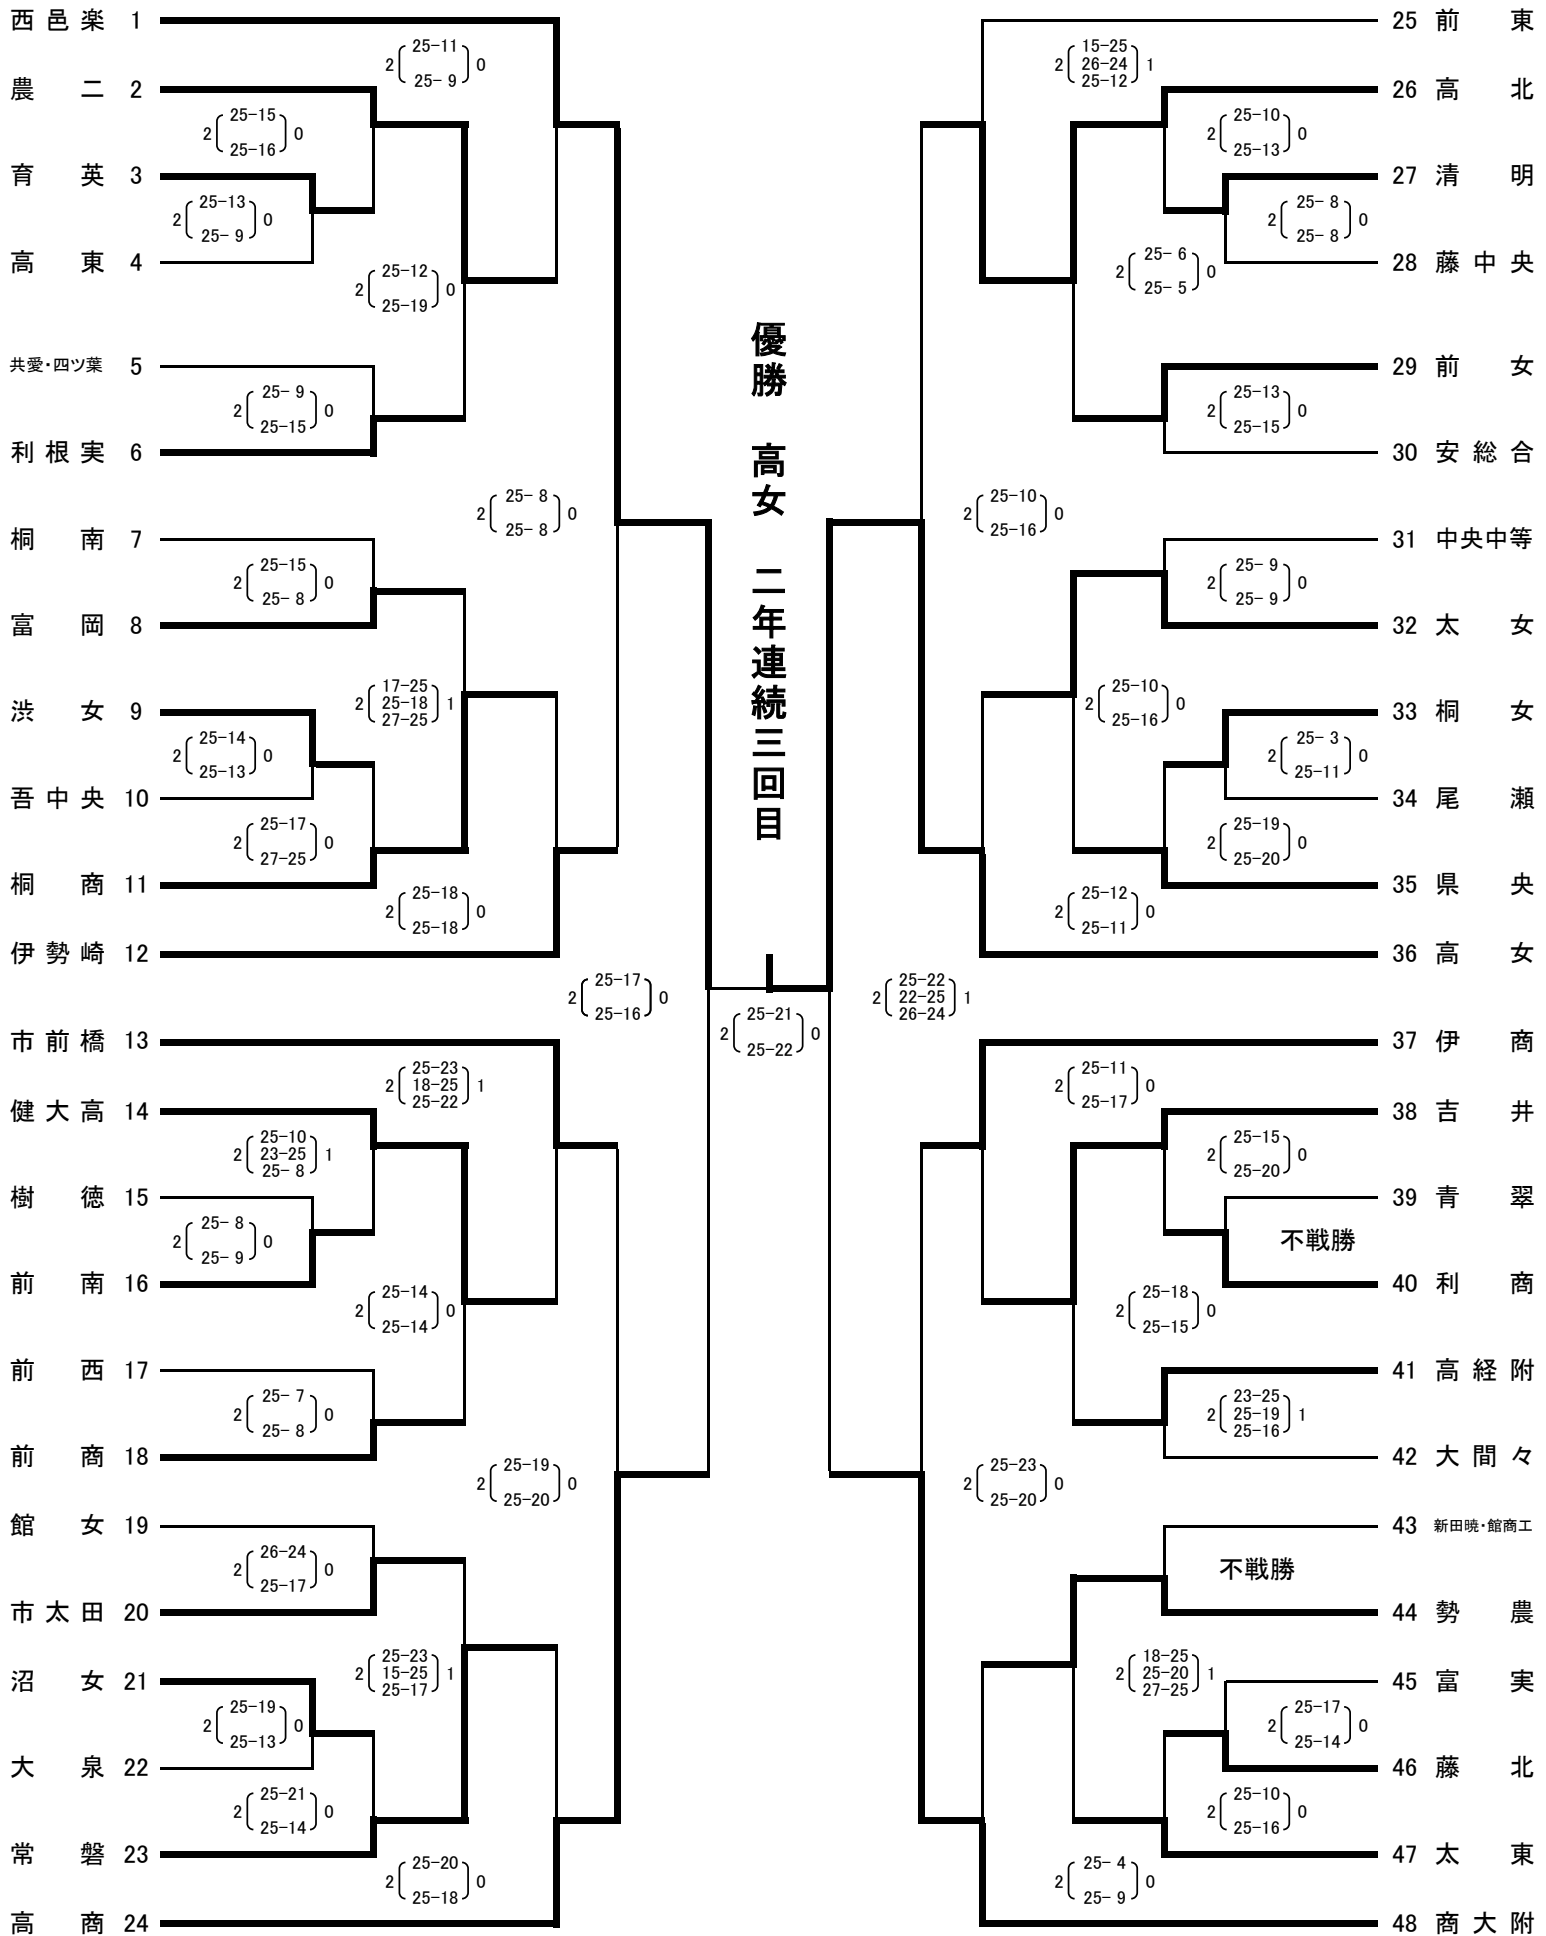 西邑楽 1
2 25-11 0
25- 9
農二 2
2 25-15 0
25-16
育英 3
2 25-13 0
25- 9
高東 4
2 25-12 0
25-19
共愛・四ツ葉 5
2 25- 9 0
25-15
利根実 6
2 25- 8 0
25- 8
桐南 7
2 25-15 0
25- 8
富岡 8
2 17-25 1
25-18
27-25
渋女 9
2 25-14 0
25-13
吾中央 10
2 25-17 0
27-25
桐商 11
2 25-18 0
25-18
伊勢崎 12
2 25-17 0
25-16
市前橋 13
2 25-23 1
18-25
25-22
健大高 14
2 25-10 1
23-25
25- 8
樹徳 15
2 25- 8 0
25- 9
前南 16
2 25-14 0
25-14
前西 17
2 25- 7 0
25- 8
前商 18
2 25-19 0
25-20
館女 19
2 26-24 0
25-17
市太田 20
2 25-23 1
15-25
25-17
沼女 21
2 25-19 0
25-13
大泉 22
2 25-21 0
25-14
常磐 23
2 25-20 0
25-18
高商 24
優勝 高女 二年連続三回目
2 25-21 0
25-22
25 前東
2 15-25 1
26-24
25-12
26 高北
2 25-10 0
25-13
27 清明
2 25- 8 0
25- 8
28 藤中央
2 25- 6 0
25- 5
29 前女
2 25-13 0
25-15
30 安総合
2 25-10 0
25-16
31 中央中等
2 25- 9 0
25- 9
32 太女
2 25-10 0
25-16
33 桐女
2 25- 3 0
25-11
34 尾瀬
2 25-19 0
25-20
35 県央
2 25-12 0
25-11
36 高女
2 25-22 1
22-25
26-24
37 伊商
2 25-11 0
25-17
38 吉井
2 25-15 0
25-20
39 青翠
不戦勝
40 利商
2 25-18 0
25-15
41 高経附
2 23-25 1
25-19
25-16
42 大間々
2 25-23 0
25-20
43 新田暁・館商工
不戦勝
44 勢農
2 18-25 1
25-20
27-25
45 富実
2 25-17 0
25-14
46 藤北
2 25-10 0
25-16
47 太東
2 25- 4 0
25- 9
48 商大附